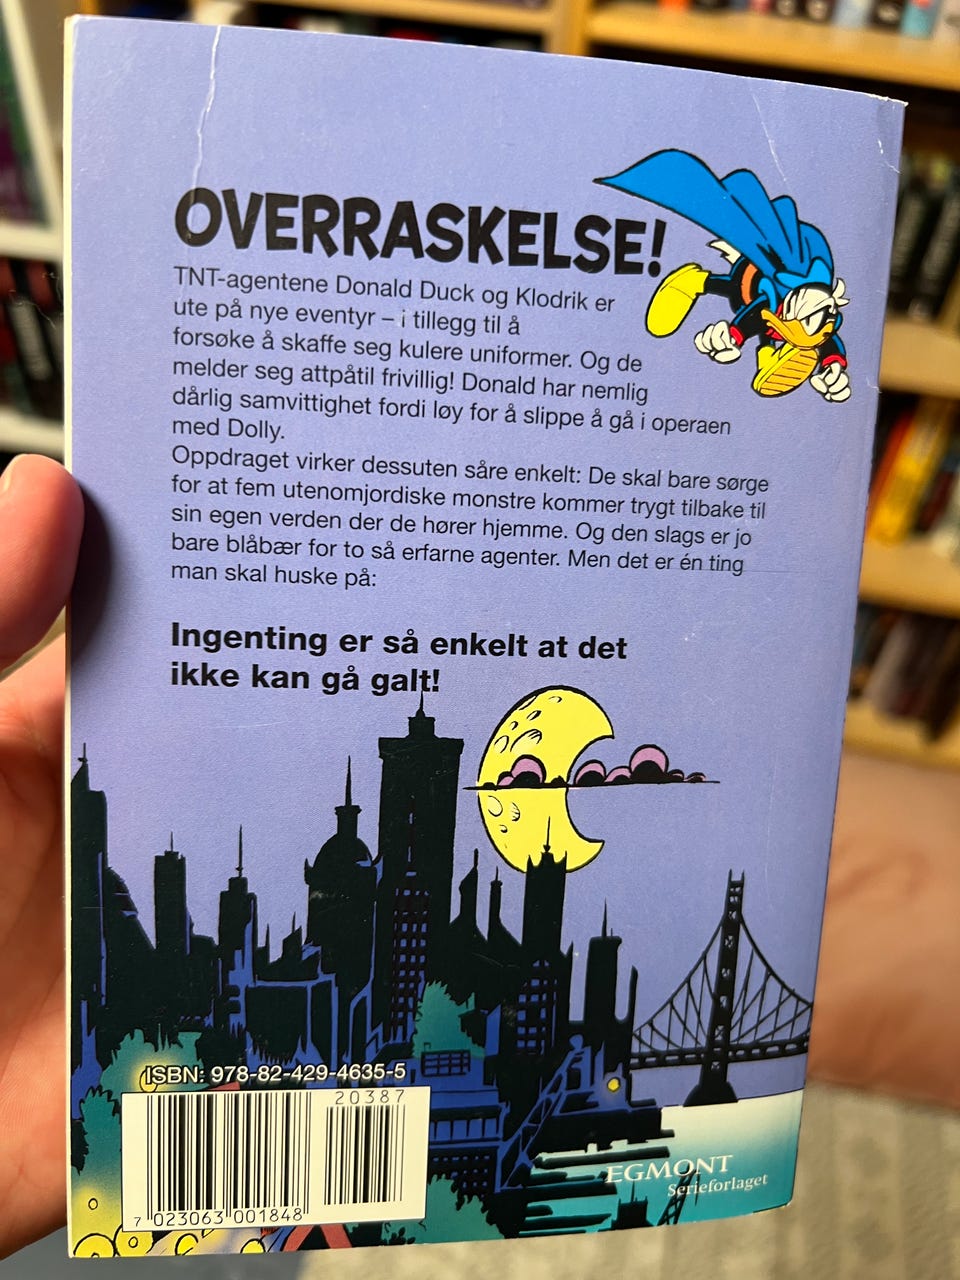 OVERRASKELSE!
TNT-agentene Donald Duck og Klodrik er
ute på nye eventyr – i tillegg til å
forsøke å skaffe seg kulere uniformer. Og de
melder seg attpåtil frivillig! Donald har nemlig
dårlig samvittighet fordi løy for å slippe å gå i operaen
med Dolly.
Oppdraget virker dessuten såre enkelt: De skal bare sørge
for at fem utenomjordiske monstre kommer trygt tilbake til
sin egen verden der de hører hjemme. Og den slags er jo
bare blåbær for to så erfarne agenter. Men det er én ting
man skal huske på:
Ingenting er så enkelt at det
ikke kan gå galt!
ISBN: 978-82-429-4635-5
20387
7 023063 001848
EGMONT
Serieforlaget